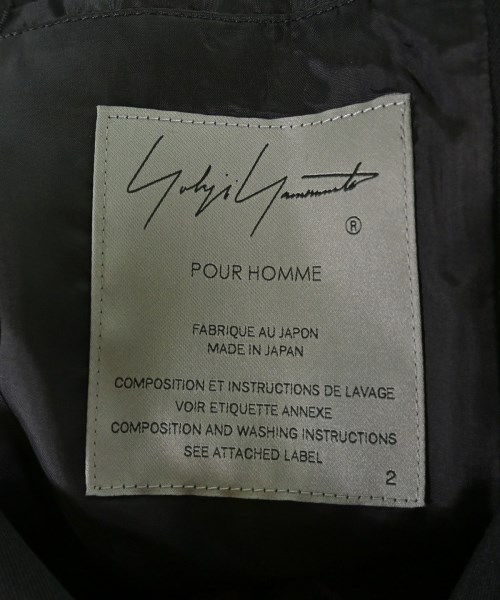 Yohji Yamamoto
®
POUR HOMME
FABRIQUE AU JAPON
MADE IN JAPAN
COMPOSITION ET INSTRUCTIONS DE LAVAGE
VOIR ETIQUETTE ANNEXE
COMPOSITION AND WASHING INSTRUCTIONS
SEE ATTACHED LABEL
2